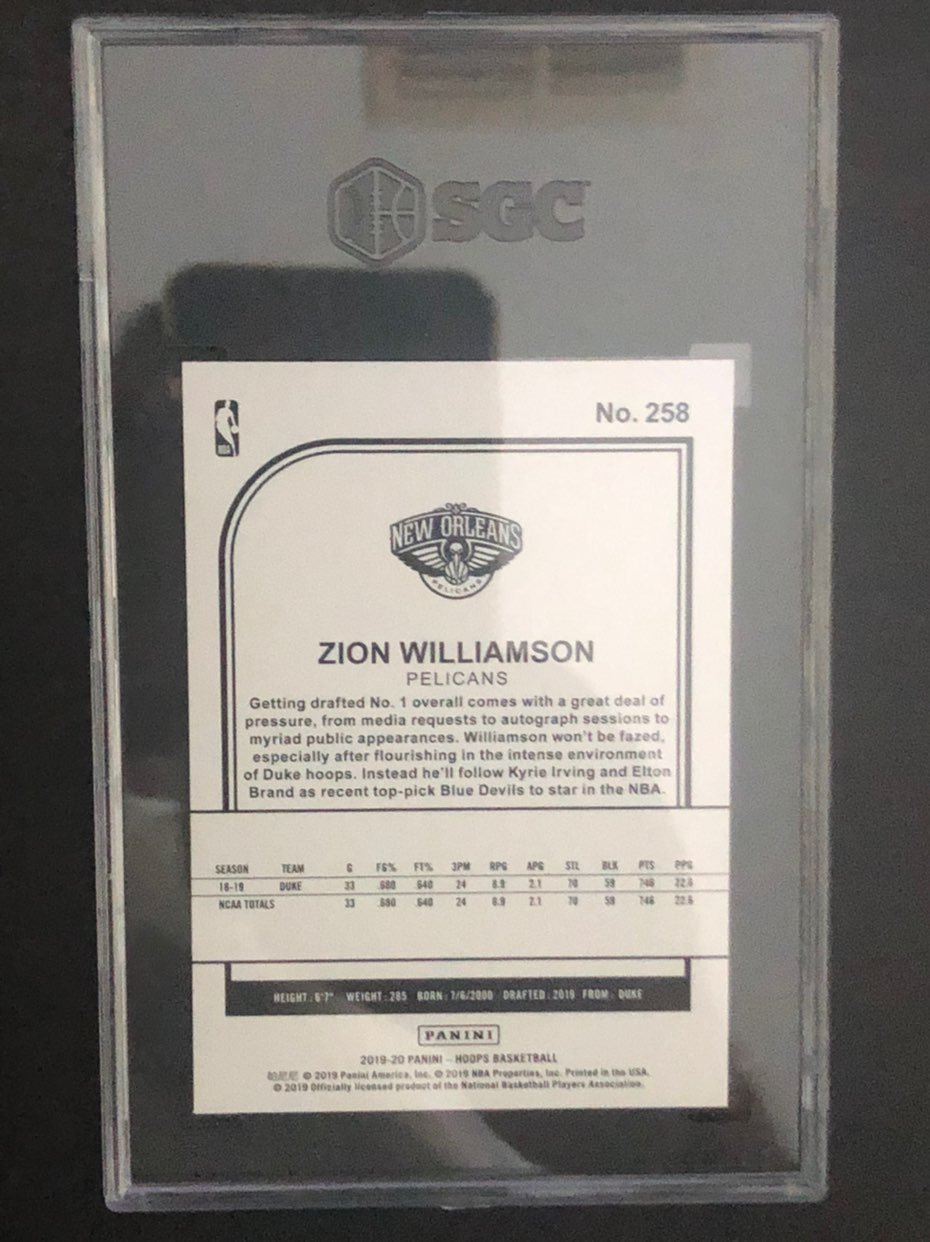 SGC
No. 258
NEW ORLEANS
PELICANS
ZION WILLIAMSON
PELICANS
Getting drafted No. 1 overall comes with a great deal of
pressure, from media requests to autograph sessions to
myriad public appearances. Williamson won't be fazed,
especially after flourishing in the intense environment
of Duke hoops. Instead he'll follow Kyrie Irving and Elton
Brand as recent top-pick Blue Devils to star in the NBA.
SEASON TEAM G FG% FT% 3PM RPG APG STL BLK PTS PPG
18-19 DUKE 33 .680 .640 24 8.9 2.1 70 59 746 22.6
NCAA TOTALS 33 .680 .640 24 8.9 2.1 70 59 746 22.6
HEIGHT: 6'7" WEIGHT: 285 BORN: 7/6/2000 DRAFTED: 2019 FROM: DUKE
PANINI
2019-20 PANINI – HOOPS BASKETBALL
帕尼尼 © 2019 Panini America, Inc. © 2019 NBA Properties, Inc. Printed in the USA.
© 2019 Officially licensed product of the National Basketball Players Association.